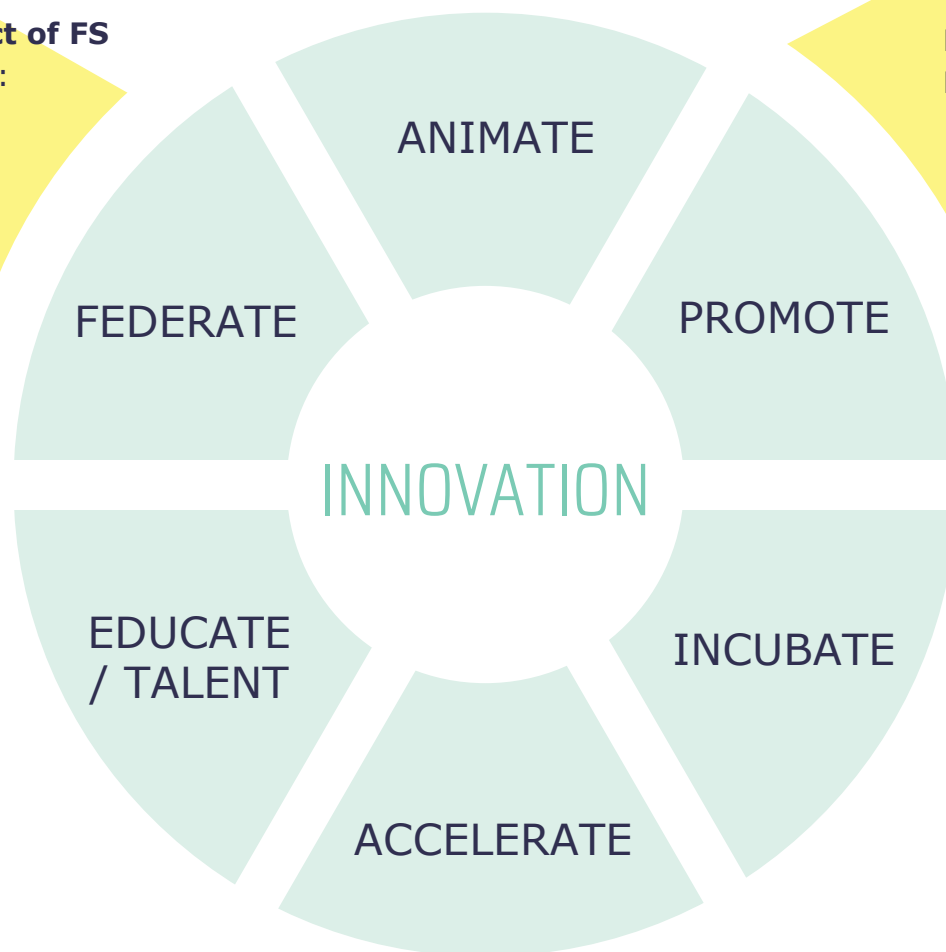 ct of FS
:
ANIMATE
PROMOTE
FEDERATE
INNOVATION
EDUCATE
/ TALENT
INCUBATE
ACCELERATE